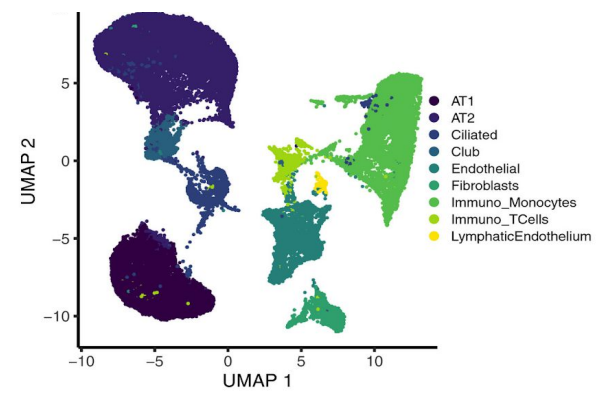 UMAP 2
5
0
−5
−10
−10
−5
0
5
10
UMAP 1
AT1
AT2
Ciliated
Club
Endothelial
Fibroblasts
Immuno_Monocytes
Immuno_TCells
LymphaticEndothelium